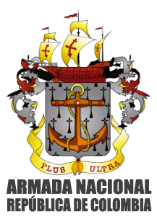 PLUS ULTRA
ARMADA NACIONAL
REPÚBLICA DE COLOMBIA